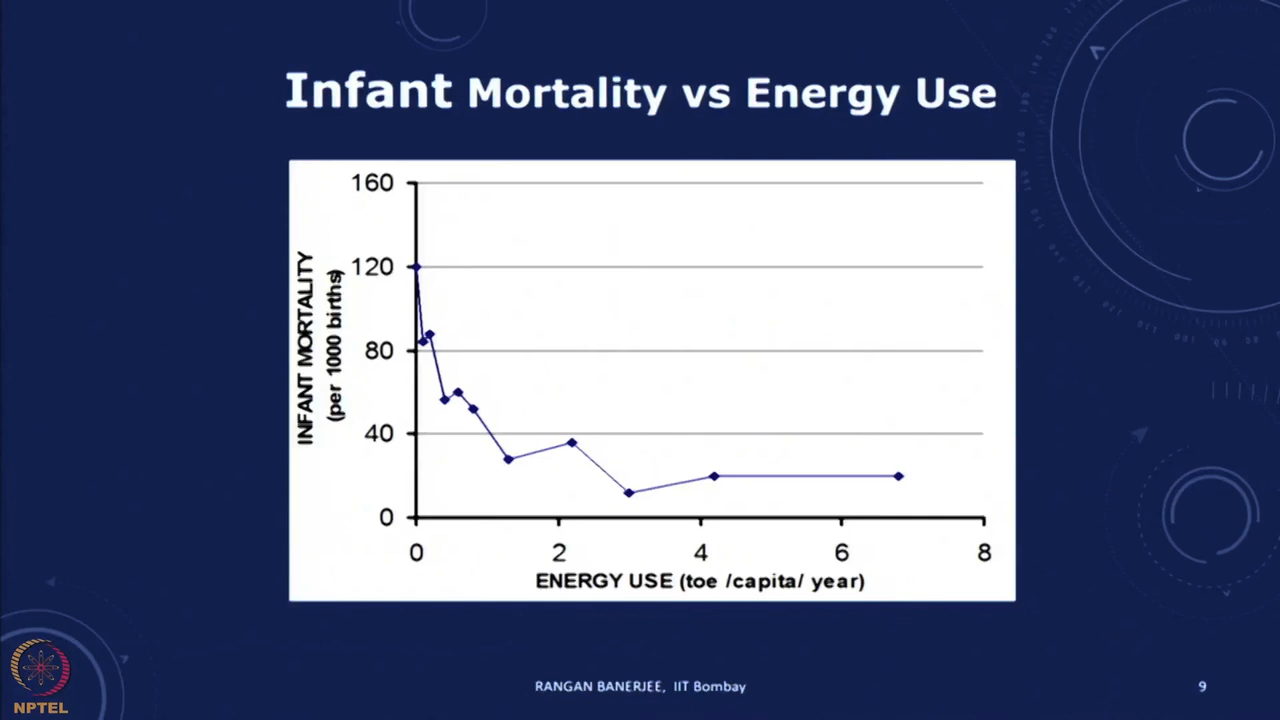 Infant Mortality vs Energy Use
160
120
80
40
0
INFANT MORTALITY
(per 1000 births)
0 2 4 6 8
ENERGY USE (toe /capita/ year)
RANGAN BANERJEE, IIT Bombay
9
NPTEL